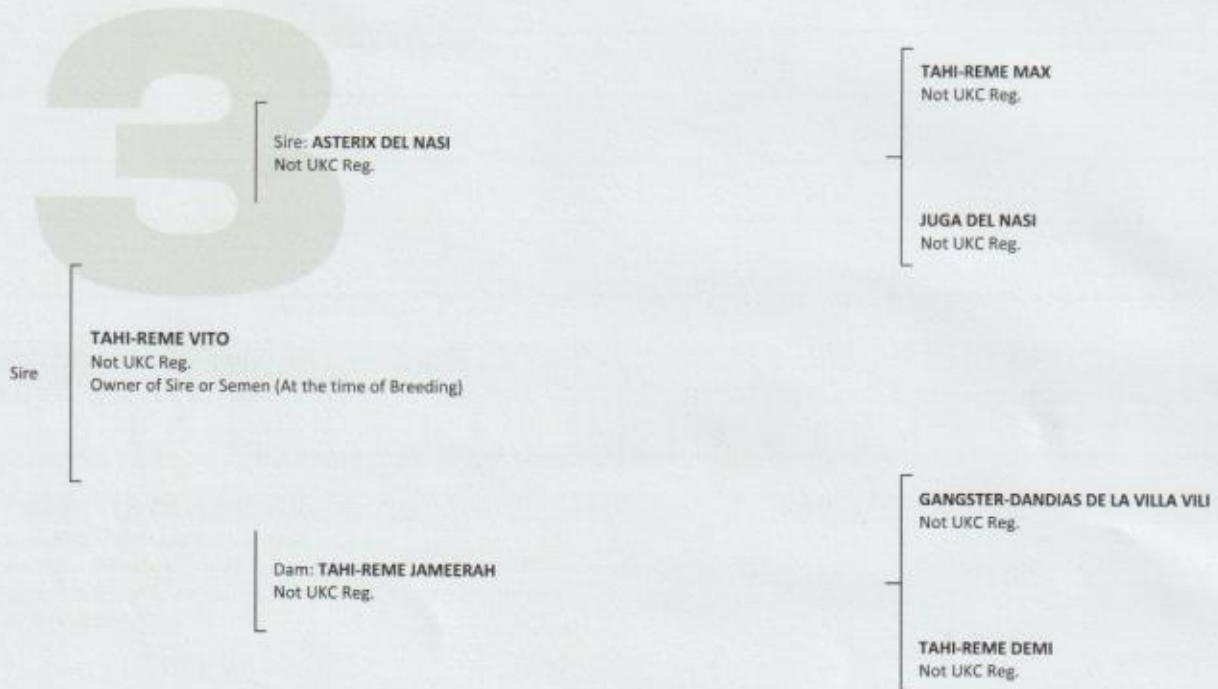 3
TAHI-REME MAX
Not UKC Reg.
Sire: ASTERIX DEL NASI
Not UKC Reg.
JUGA DEL NASI
Not UKC Reg.
Sire
TAHI-REME VITO
Not UKC Reg.
Owner of Sire or Semen (At the time of Breeding)
GANGSTER-DANDIAS DE LA VILLA VILI
Not UKC Reg.
Dam: TAHI-REME JAMEERAH
Not UKC Reg.
TAHI-REME DEMI
Not UKC Reg.